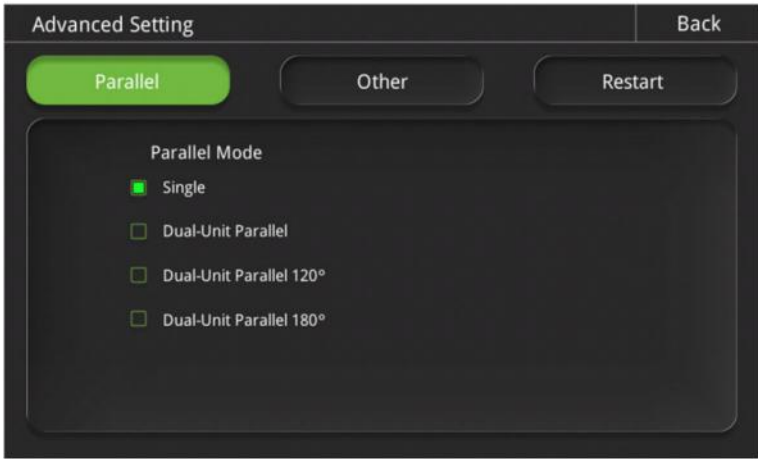 Advanced Setting Back
Parallel Other Restart
Parallel Mode
Single
Dual-Unit Parallel
Dual-Unit Parallel 120°
Dual-Unit Parallel 180°